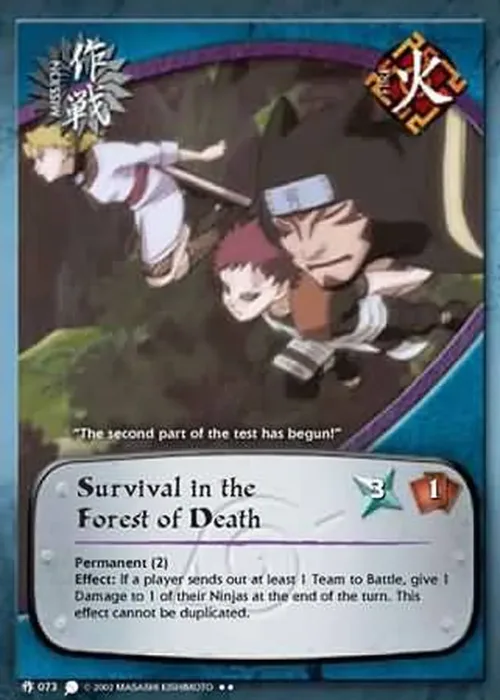 MISSION
作戦
FIRE
火
"The second part of the test has begun!"
Survival in the
Forest of Death
3
1
Permanent (2)
Effect: If a player sends out at least 1 Team to Battle, give 1
Damage to 1 of their Ninjas at the end of the turn. This
effect cannot be duplicated.
073 © 2002 MASASHI KISHIMOTO